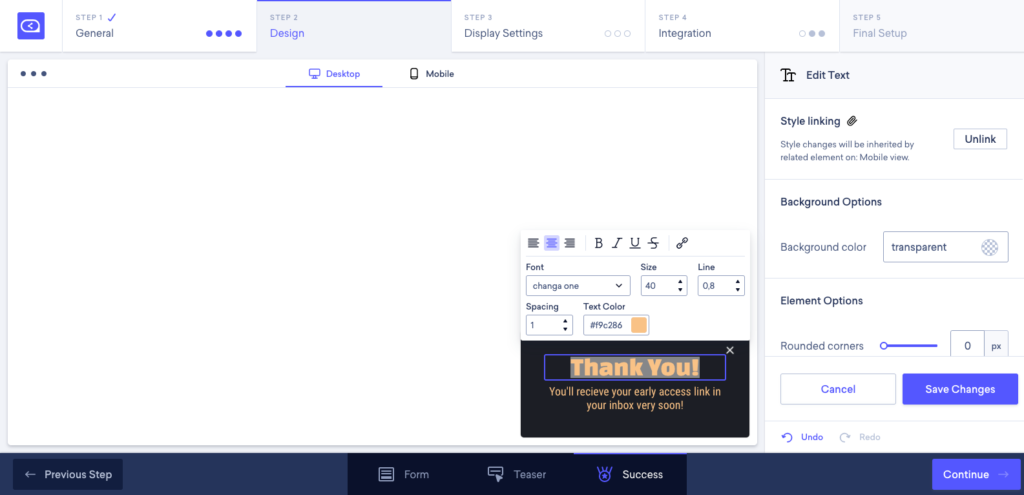 STEP 1
General
STEP 2
Design
STEP 3
Display Settings
STEP 4
Integration
STEP 5
Final Setup
Desktop
Mobile
Edit Text
Style linking
Unlink
Style changes will be inherited by
related element on: Mobile view.
Background Options
Background color
transparent
Element Options
Rounded corners
0
px
B I U S
Font
Size
Line
changa one
40
0,8
Spacing
Text Color
1
#f9c286
Thank You!
You'll recieve your early access link in
your inbox very soon!
Cancel
Save Changes
Undo
Redo
Previous Step
Form
Teaser
Success
Continue